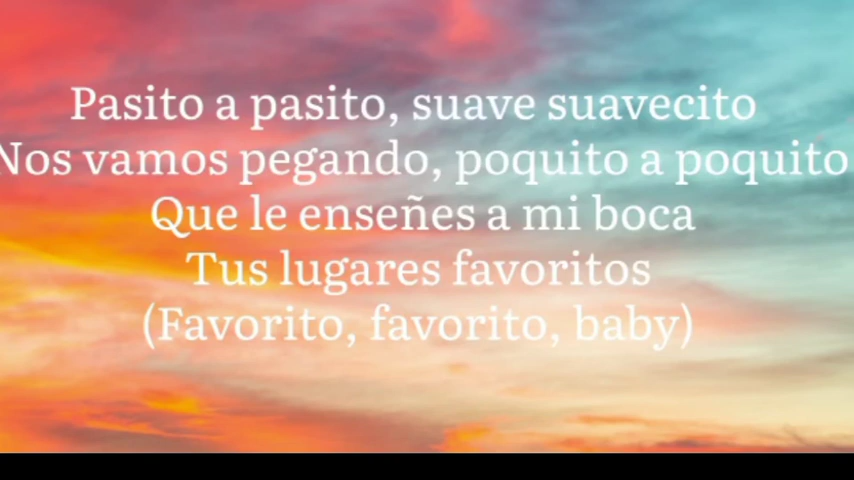 Pasito a pasito, suave suavecito
Nos vamos pegando, poquito a poquito
Que le enseñes a mi boca
Tus lugares favoritos
(Favorito, favorito, baby)